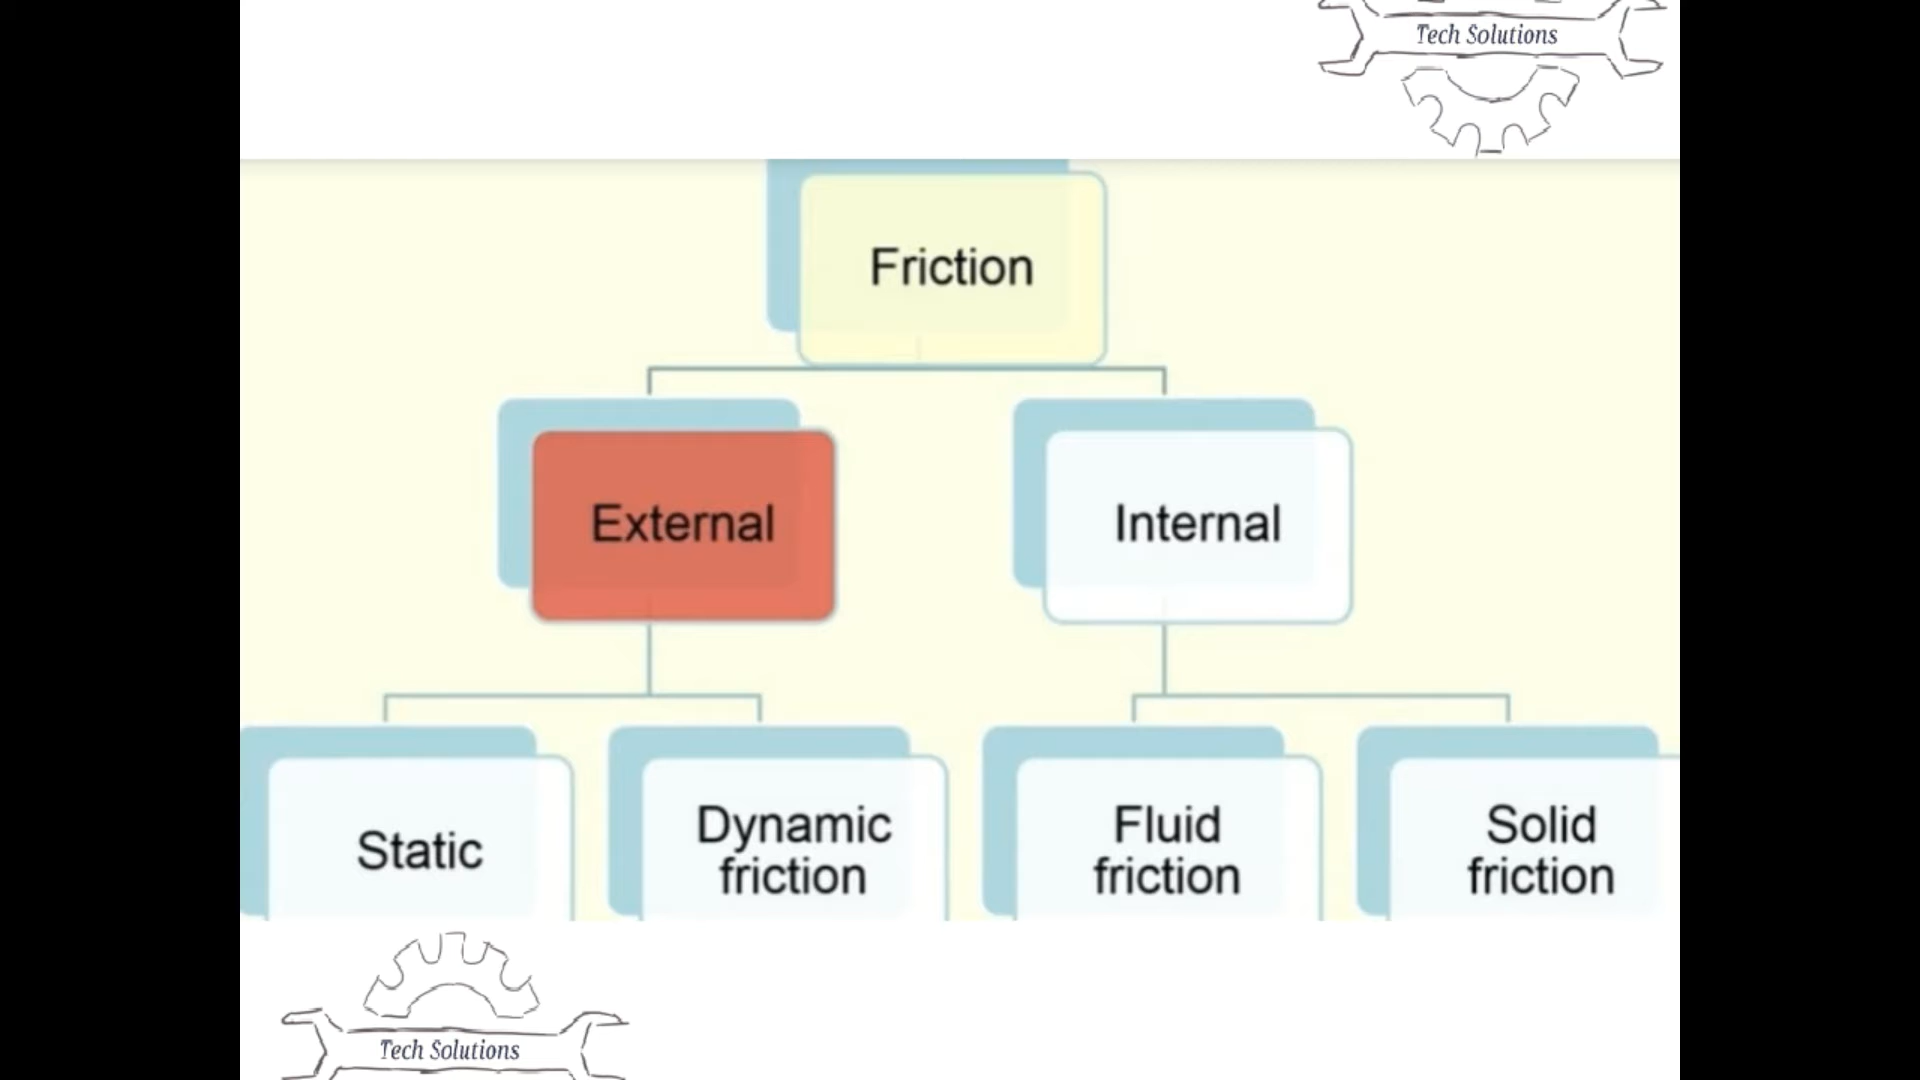 Tech Solutions
Friction
External
Internal
Static
Dynamic
friction
Fluid
friction
Solid
friction
Tech Solutions